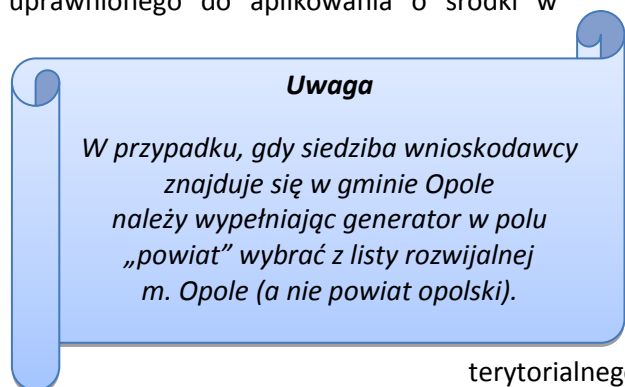 uprawnionego do aplikowania o środki w
Uwaga
W przypadku, gdy siedziba wnioskodawcy
znajduje się w gminie Opole
należy wypełniając generator w polu
„powiat” wybrać z listy rozwijalnej
m. Opole (a nie powiat opolski).
terytorialnego